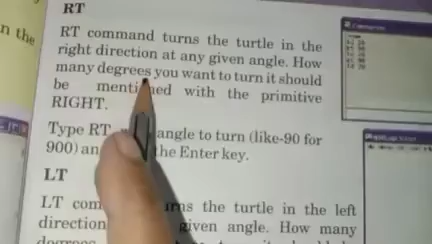 n the
RT
RT command turns the turtle in the
right direction at any given angle. How
many degrees you want to turn it should
be with the primitive
RIGHT.
Type RT angle to turn (like-90 for
900) an the Enter key.
LT
LT com the turtle in the left
direction given angle. How many